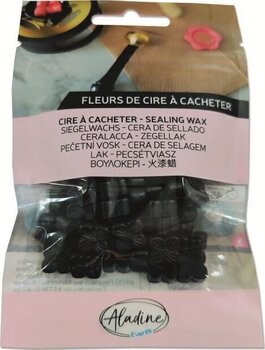 FLEURS DE CIRE À CACHETER
CIRE À CACHETER - SEALING WAX
SIEGELWACHS - CERA DE SELLADO
CERALACCA - ZEGELLAK
PEČETNÍ VOSK - CERA DE SELAGEM
LAK - PECSÉTVIASZ
ΒΟΥΛΟΚΕΡΙ - 火漆蜡
Aladine
Events